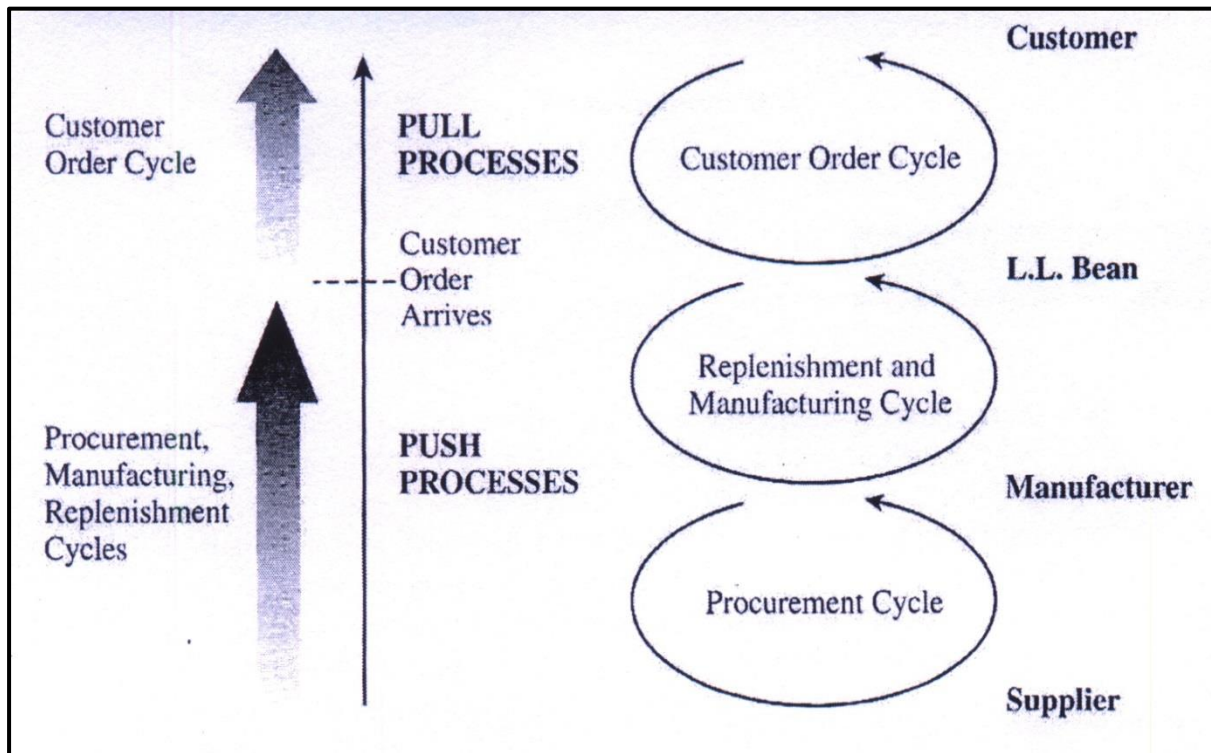 Customer
Order Cycle
PULL
PROCESSES
Customer
Order
Arrives
Procurement,
Manufacturing,
Replenishment
Cycles
PUSH
PROCESSES
Customer
Customer Order Cycle
L.L. Bean
Replenishment and
Manufacturing Cycle
Manufacturer
Procurement Cycle
Supplier